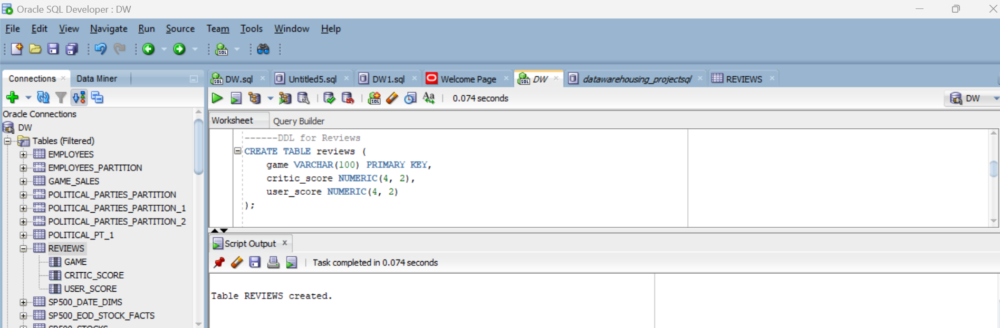 Oracle SQL Developer : DW
File Edit View Navigate Run Source Team Tools Window Help
Connections Data Miner
DW.sql Untitled5.sql DW1.sql Welcome Page DW datawarehousing_projectsql REVIEWS
0.074 seconds
DW
Oracle Connections
DW
Tables (Filtered)
EMPLOYEES
EMPLOYEES_PARTITION
GAME_SALES
POLITICAL_PARTIES_PARTITION
POLITICAL_PARTIES_PARTITION_1
POLITICAL_PARTIES_PARTITION_2
POLITICAL_PT_1
REVIEWS
GAME
CRITIC_SCORE
USER_SCORE
SP500_DATE_DIMS
SP500_EOD_STOCK_FACTS
SP500_STOCKS
Worksheet Query Builder
------DDL for Reviews
CREATE TABLE reviews (
game VARCHAR(100) PRIMARY KEY,
critic_score NUMERIC(4, 2),
user_score NUMERIC(4, 2)
);
Script Output x
Task completed in 0.074 seconds
Table REVIEWS created.